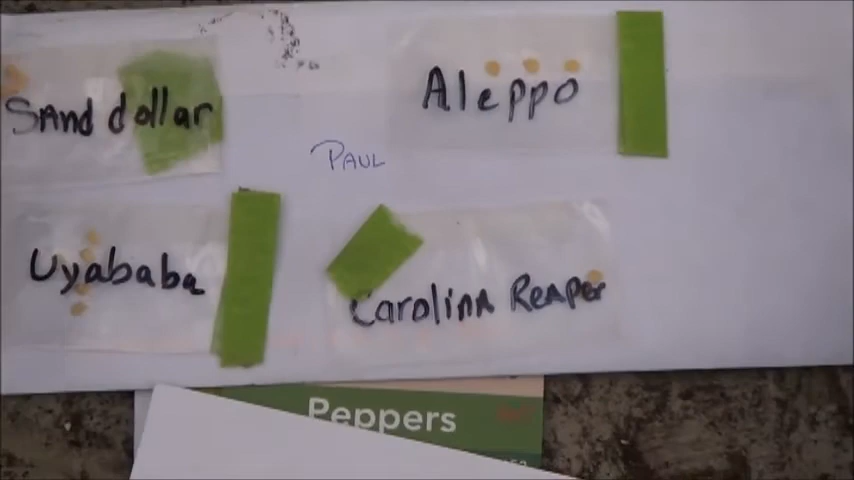 Sand dollar
Aleppo
PAUL
Uyababa
Carolina Reaper
Peppers